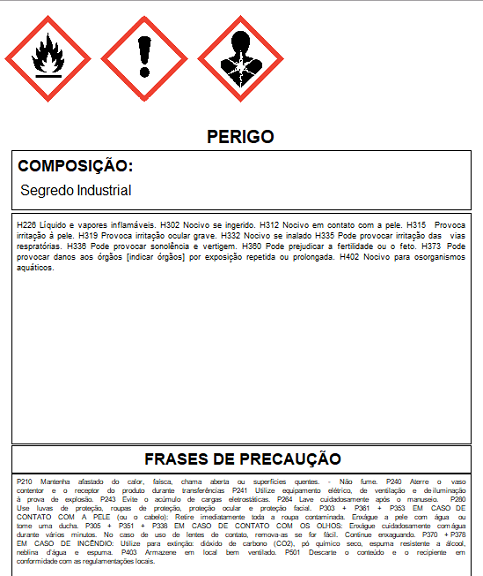 PERIGO
COMPOSIÇÃO:
Segredo Industrial
H226 Líquido e vapores inflamáveis. H302 Nocivo se ingerido. H312 Nocivo em contato com a pele. H315 Provoca
irritação à pele. H319 Provoca irritação ocular grave. H332 Nocivo se inalado H335 Pode provocar irritação das vias
respratórias. H336 Pode provocar sonolência e vertigem. H360 Pode prejudicar a fertilidade ou o feto. H373 Pode
provocar danos aos órgãos [indicar órgãos] por exposição repetida ou prolongada. H402 Nocivo para osorganismos
aquáticos.
FRASES DE PRECAUÇÃO
P210 Mantenha afastado do calor, faísca, chama aberta ou superfícies quentes. - Não fume. P240 Aterre o vaso
contentor e o receptor do produto durante transferências P241 Utilize equipamento elétrico, de ventilação e de iluminação
à prova de explosão. P243 Evite o acúmulo de cargas eletrostáticas. P264 Lave cuidadosamente após o manuseio. P280
Use luvas de proteção, roupas de proteção, proteção ocular e proteção facial. P303 + P361 + P353 EM CASO DE
CONTATO COM A PELE (ou o cabelo): Retire imediatamente toda a roupa contaminada. Enxágue a pele com água ou
tome uma ducha. P305 + P351 + P338 EM CASO DE CONTATO COM OS OLHOS: Enxágue cuidadosamente com água
durante vários minutos. No caso de uso de lentes de contato, remova-as se for fácil. Continue enxaguando. P370 + P378
EM CASO DE INCÊNDIO: Utilize para extinção: dióxido de carbono (CO2), pó químico seco, espuma resistente a álcool,
neblina d'água e espuma. P403 Armazene em local bem ventilado. P501 Descarte o conteúdo e o recipiente em
conformidade com as regulamentações locais.